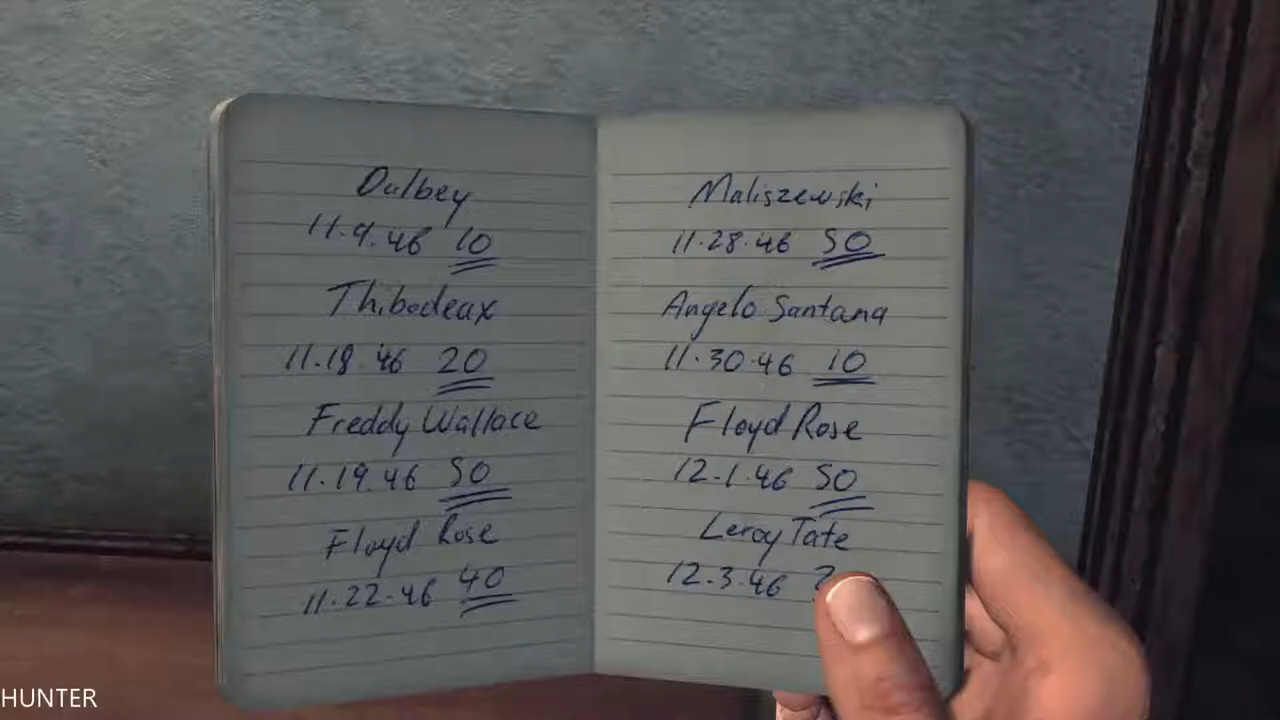 Dalbey
11.9.46 10
Thibodeax
11.18.46 20
Freddy Wallace
11.19.46 50
Floyd Rose
11.22.46 40
Maliszewski
11.28.46 50
Angelo Santana
11.30.46 10
Floyd Rose
12.1.46 50
Leroy Tate
12.3.46
HUNTER